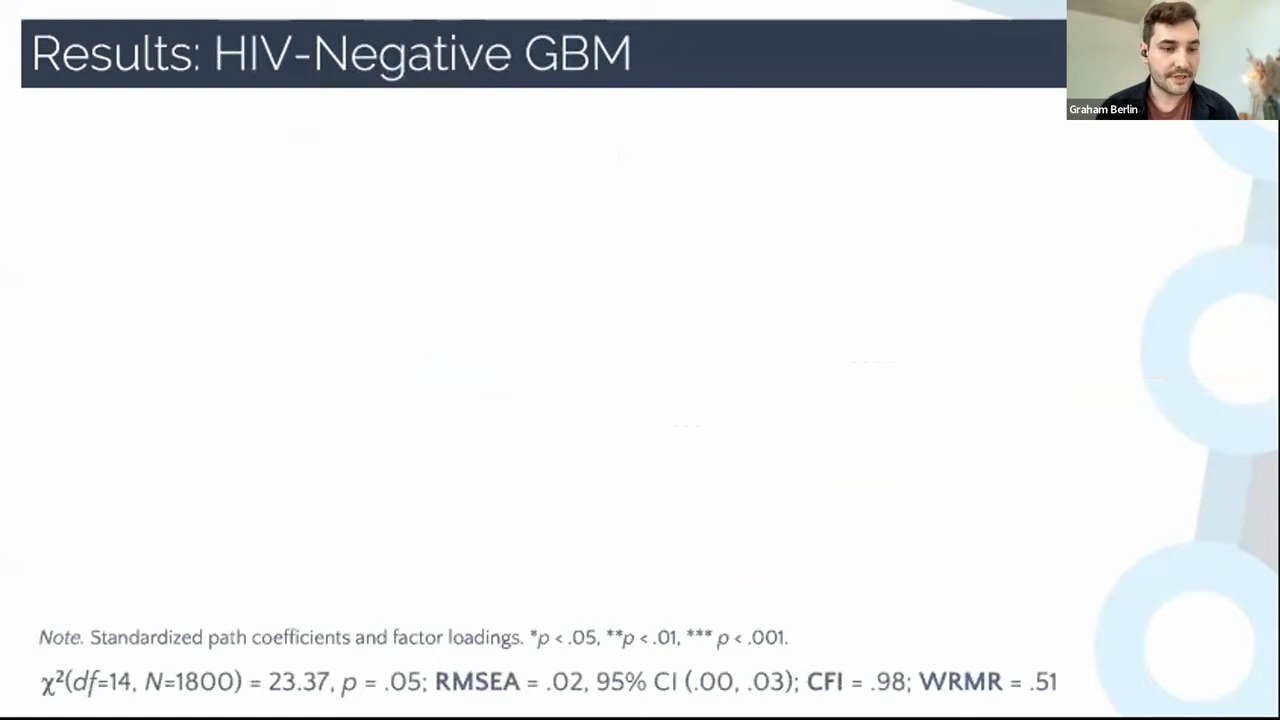 Results: HIV-Negative GBM
Graham Berlin
Note. Standardized path coefficients and factor loadings. *p < .05, **p < .01, *** p < .001.
χ²(df=14, N=1800) = 23.37, p = .05; RMSEA = .02, 95% CI (.00, .03); CFI = .98; WRMR = .51